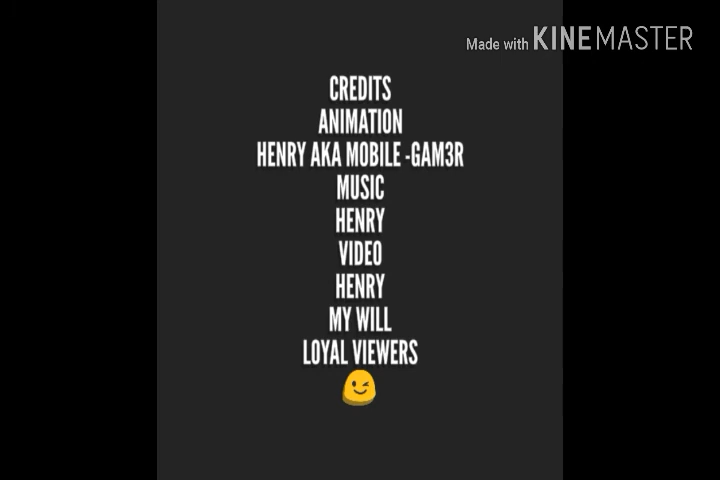 Made with KINEMASTER
CREDITS
ANIMATION
HENRY AKA MOBILE -GAM3R
MUSIC
HENRY
VIDEO
HENRY
MY WILL
LOYAL VIEWERS
😉